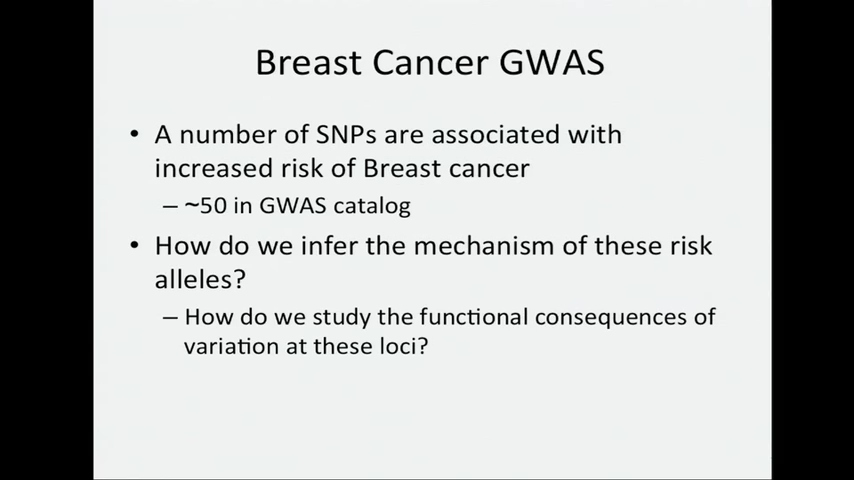 Breast Cancer GWAS
• A number of SNPs are associated with
increased risk of Breast cancer
– ~50 in GWAS catalog
• How do we infer the mechanism of these risk
alleles?
– How do we study the functional consequences of
variation at these loci?